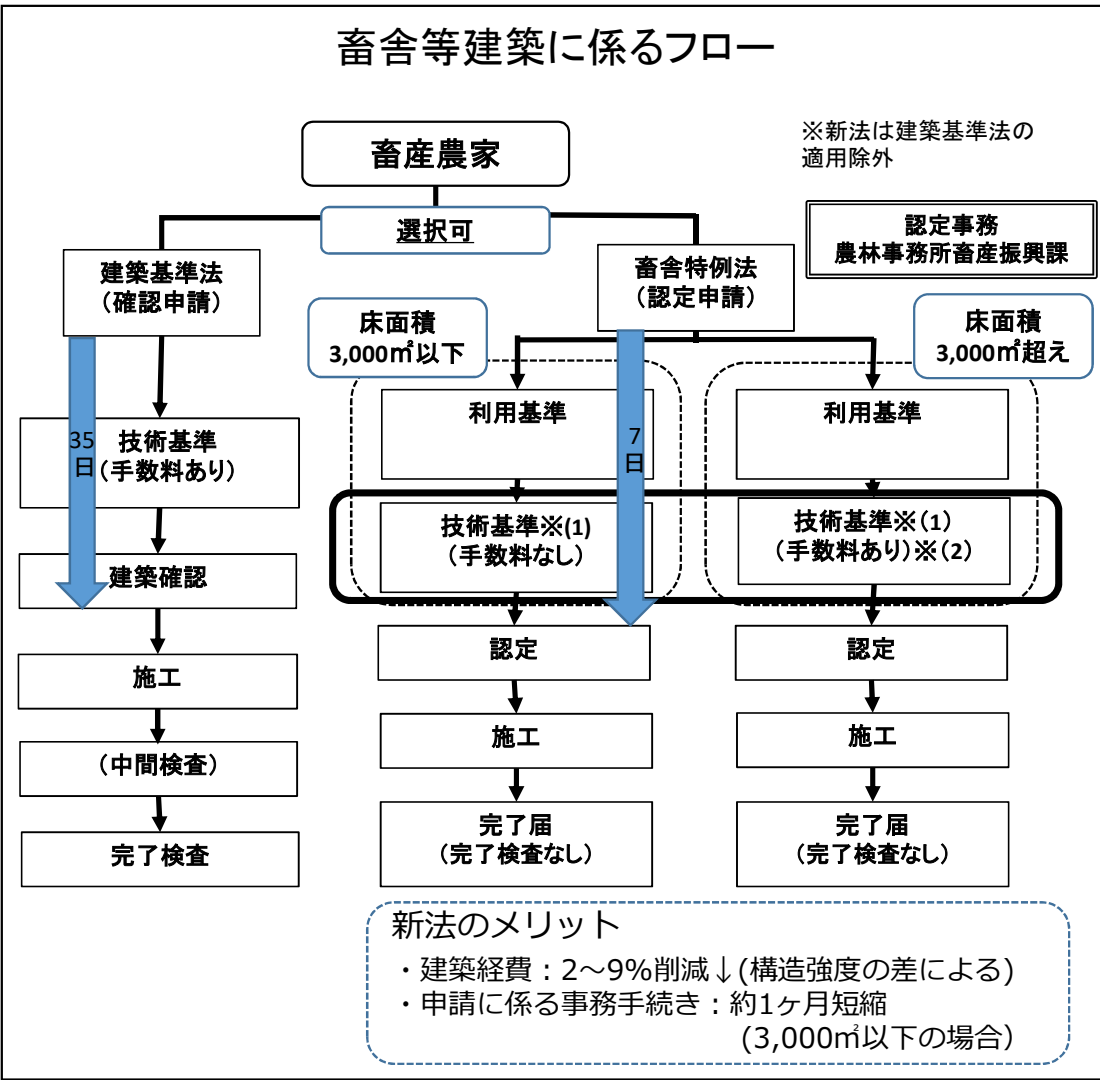 畜舎等建築に係るフロー
※新法は建築基準法の
適用除外
畜産農家
選択可
認定事務
農林事務所畜産振興課
建築基準法
(確認申請)
畜舎特例法
(認定申請)
床面積
3,000㎡以下
床面積
3,000㎡超え
35
日
技術基準
(手数料あり)
建築確認
施工
(中間検査)
完了検査
利用基準
7
日
技術基準※(1)
(手数料なし)
認定
施工
完了届
(完了検査なし)
利用基準
技術基準※(1)
(手数料あり)※(2)
認定
施工
完了届
(完了検査なし)
新法のメリット
・建築経費：2～9%削減↓(構造強度の差による)
・申請に係る事務手続き：約1ヶ月短縮
(3,000㎡以下の場合)